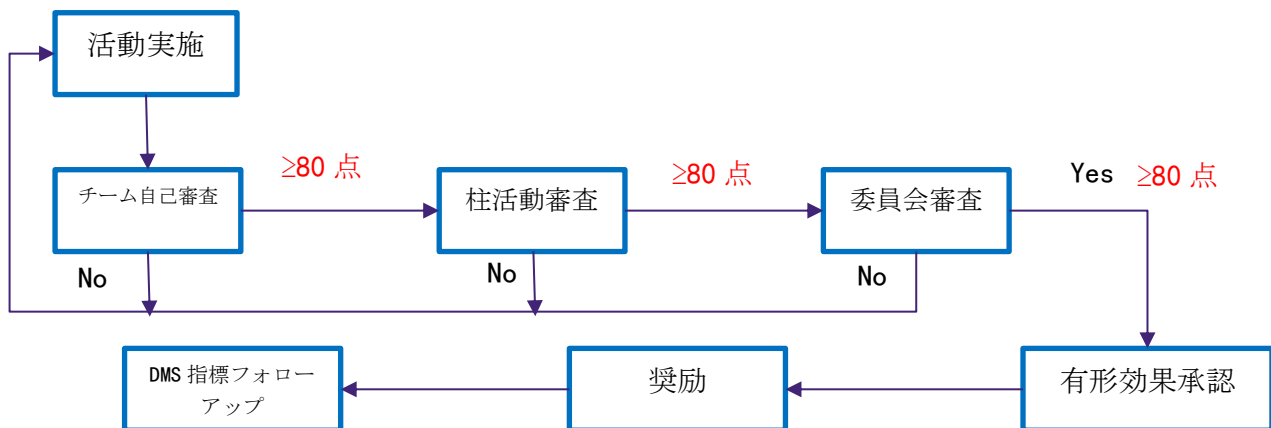 活動実施
チーム自己審査
≥80 点
柱活動審査
≥80 点
委員会審査
Yes ≥80 点
No
No
No
DMS 指標フォロー
アップ
奨励
有形効果承認